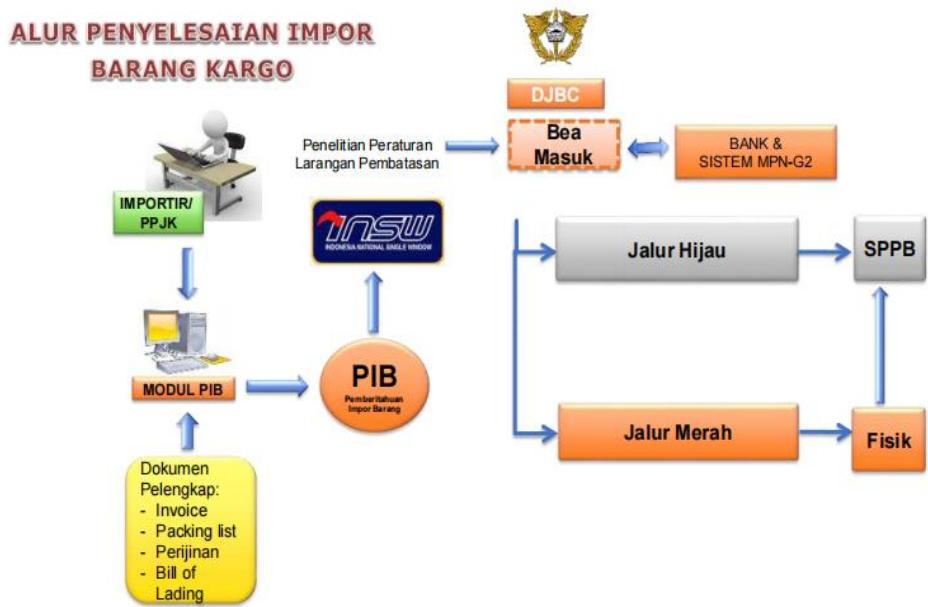 ALUR PENYELESAIAN IMPOR
BARANG KARGO
DJBC
Bea
Masuk
Penelitian Peraturan
Larangan Pembatasan
BANK &
SISTEM MPN-G2
IMPORTIR/
PPJK
INSW
INDONESIA NATIONAL SINGLE WINDOW
Jalur Hijau
SPPB
MODUL PIB
PIB
Pemberitahuan
Impor Barang
Jalur Merah
Fisik
Dokumen
Pelengkap:
- Invoice
- Packing list
- Perijinan
- Bill of
Lading